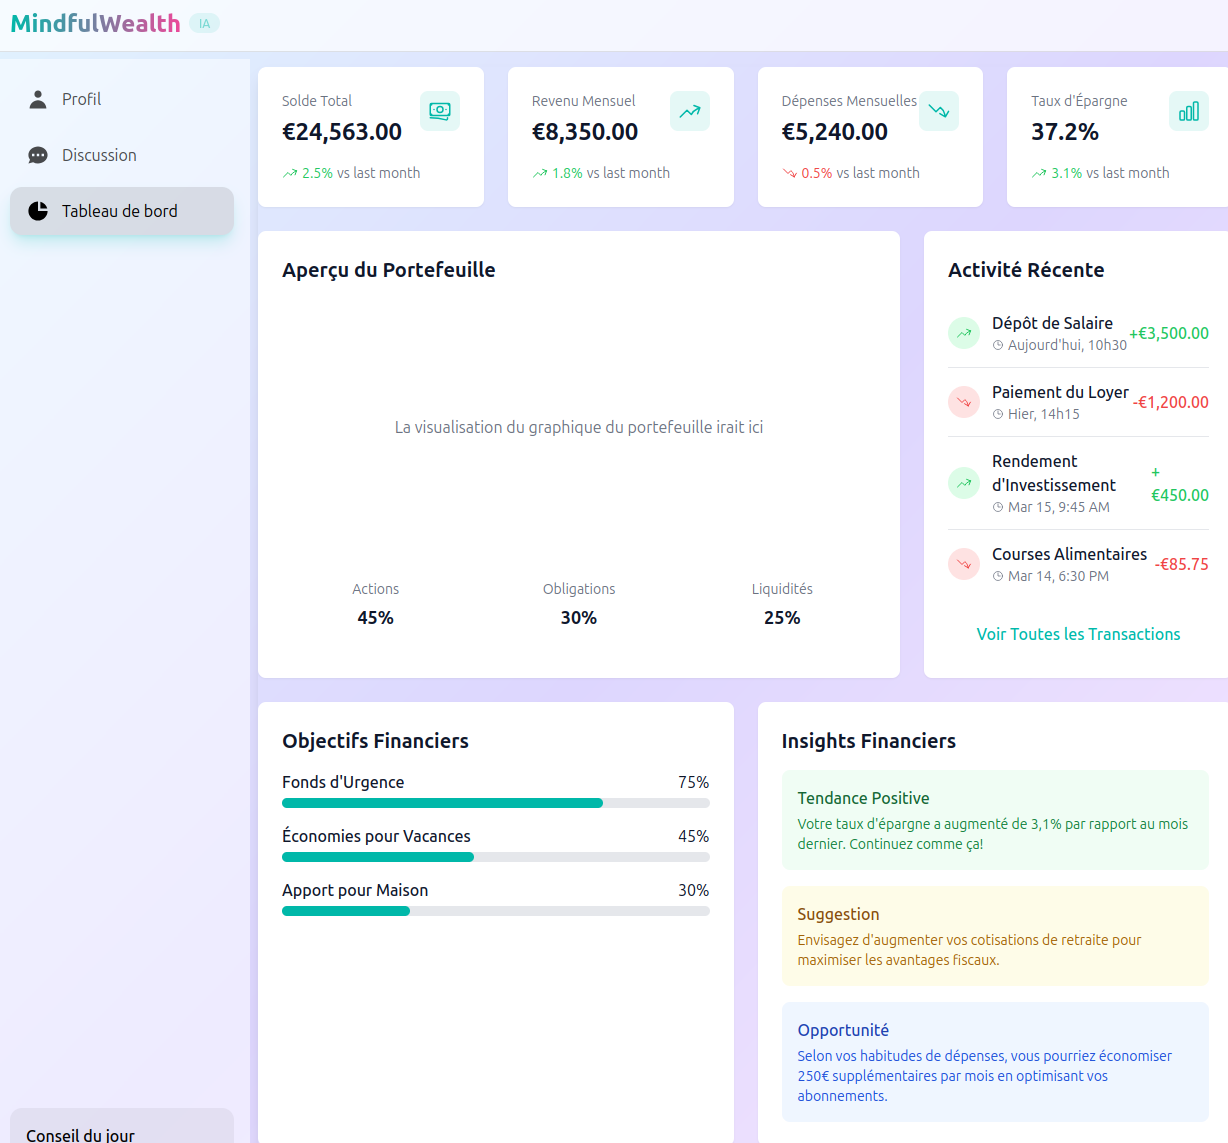 MindfulWealth IA
Profil
Discussion
Tableau de bord
Conseil du jour
Solde Total
€24,563.00
2.5% vs last month
Revenu Mensuel
€8,350.00
1.8% vs last month
Dépenses Mensuelles
€5,240.00
0.5% vs last month
Taux d'Épargne
37.2%
3.1% vs last month
Aperçu du Portefeuille
La visualisation du graphique du portefeuille irait ici
Actions
45%
Obligations
30%
Liquidités
25%
Activité Récente
Dépôt de Salaire
Aujourd'hui, 10h30
+€3,500.00
Paiement du Loyer
Hier, 14h15
-€1,200.00
Rendement
d'Investissement
Mar 15, 9:45 AM
+
€450.00
Courses Alimentaires
Mar 14, 6:30 PM
-€85.75
Voir Toutes les Transactions
Objectifs Financiers
Fonds d'Urgence 75%
Économies pour Vacances 45%
Apport pour Maison 30%
Insights Financiers
Tendance Positive
Votre taux d'épargne a augmenté de 3,1% par rapport au mois
dernier. Continuez comme ça!
Suggestion
Envisagez d'augmenter vos cotisations de retraite pour
maximiser les avantages fiscaux.
Opportunité
Selon vos habitudes de dépenses, vous pourriez économiser
250€ supplémentaires par mois en optimisant vos
abonnements.